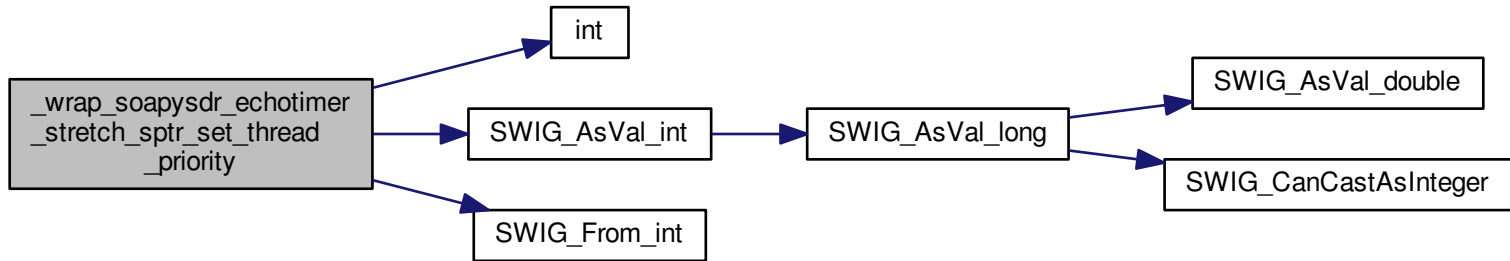 _wrap_soapysdr_echotimer
_stretch_sptr_set_thread
_priority
int
SWIG_AsVal_int
SWIG_From_int
SWIG_AsVal_long
SWIG_AsVal_double
SWIG_CanCastAsInteger